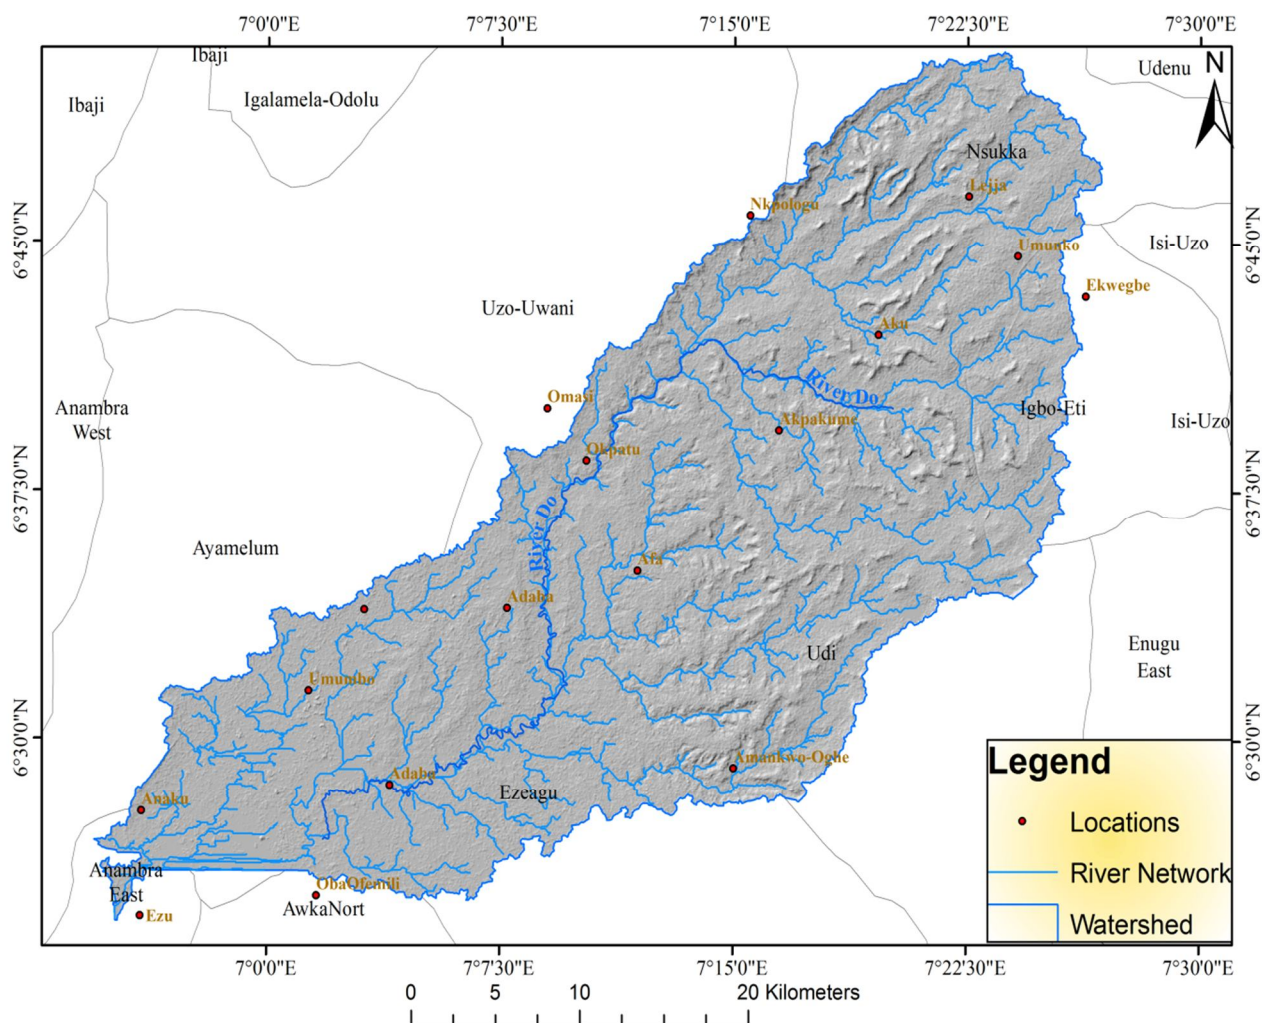 7°0'0"E
7°7'30"E
7°15'0"E
7°22'30"E
7°30'0"E
Ibaji
Udenu
N
Ibaji
Igalamela-Odolu
Nsukka
Lejja
Nkpologu
6°45'0"N
Umunko
Isi-Uzo
6°45'0"N
Ekwegbe
Uzo-Uwani
Aku
River Do
Omasi
Anambra
West
Igbo-Eti
Akpakume
Isi-Uzo
Okpatu
6°37'30"N
6°37'30"N
River Do
Ayamelum
Afa
Adaba
Udi
Enugu
East
Umumbo
6°30'0"N
6°30'0"N
Amankwo-Oghe
Adaba
Ezeagu
Anaku
Anambra
East
ObaOfemili
AwkaNort
Ezu
Legend
Locations
River Network
Watershed
7°0'0"E
7°7'30"E
7°15'0"E
7°22'30"E
7°30'0"E
0 5 10 20 Kilometers